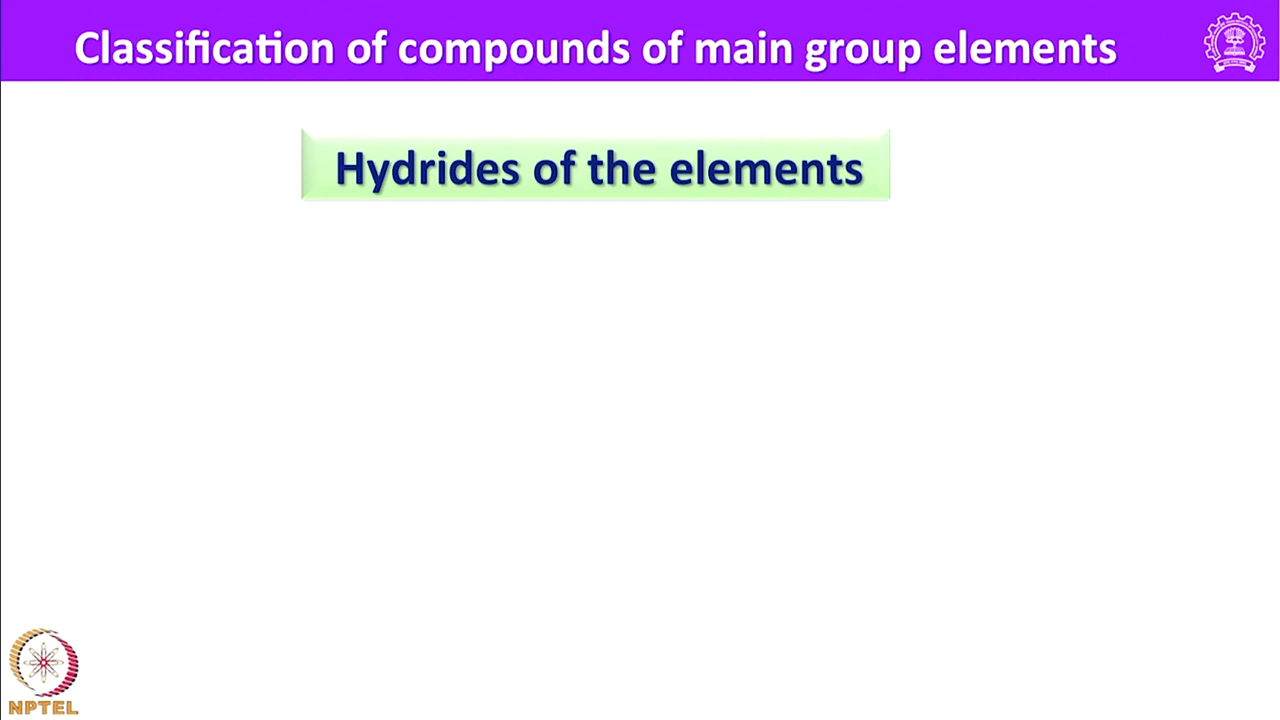 Classification of compounds of main group elements
Hydrides of the elements
NPTEL